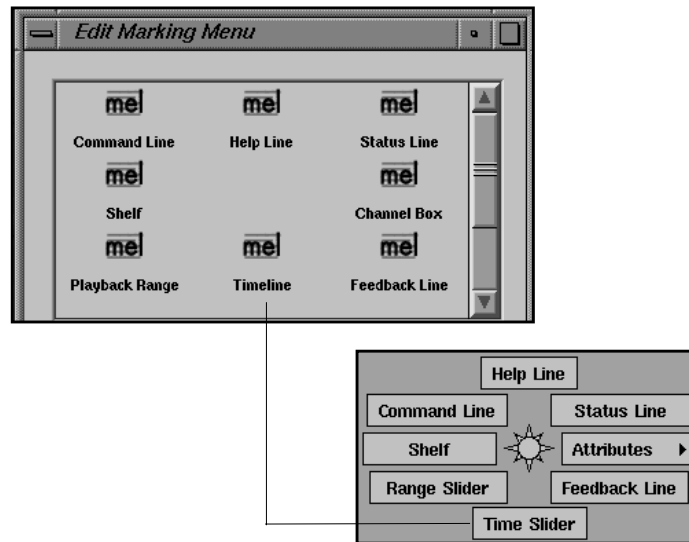 Edit Marking Menu
mel mel mel
Command Line Help Line Status Line
mel mel
Shelf Channel Box
mel mel mel
Playback Range Timeline Feedback Line
Help Line
Command Line Status Line
Shelf Attributes
Range Slider Feedback Line
Time Slider